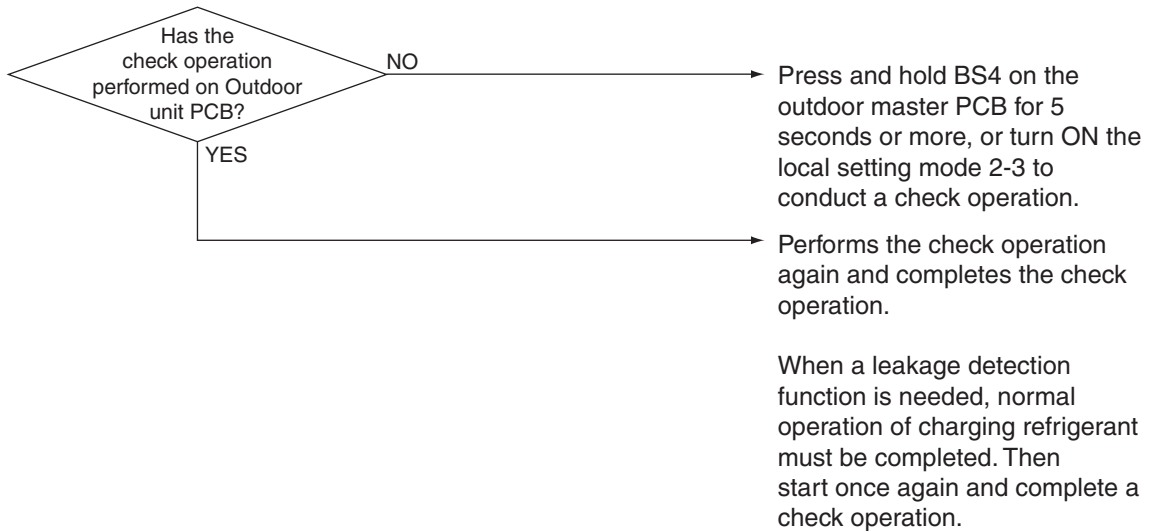 Has the
check operation
performed on Outdoor
unit PCB?
NO
YES
Press and hold BS4 on the
outdoor master PCB for 5
seconds or more, or turn ON the
local setting mode 2-3 to
conduct a check operation.
Performs the check operation
again and completes the check
operation.
When a leakage detection
function is needed, normal
operation of charging refrigerant
must be completed. Then
start once again and complete a
check operation.